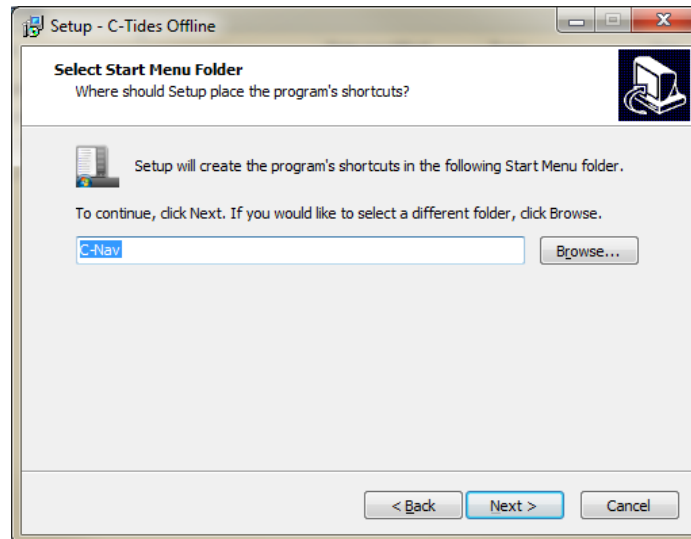 Setup - C-Tides Offline
Select Start Menu Folder
Where should Setup place the program's shortcuts?
Setup will create the program's shortcuts in the following Start Menu folder.
To continue, click Next. If you would like to select a different folder, click Browse.
C-Nav
Browse...
< Back
Next >
Cancel